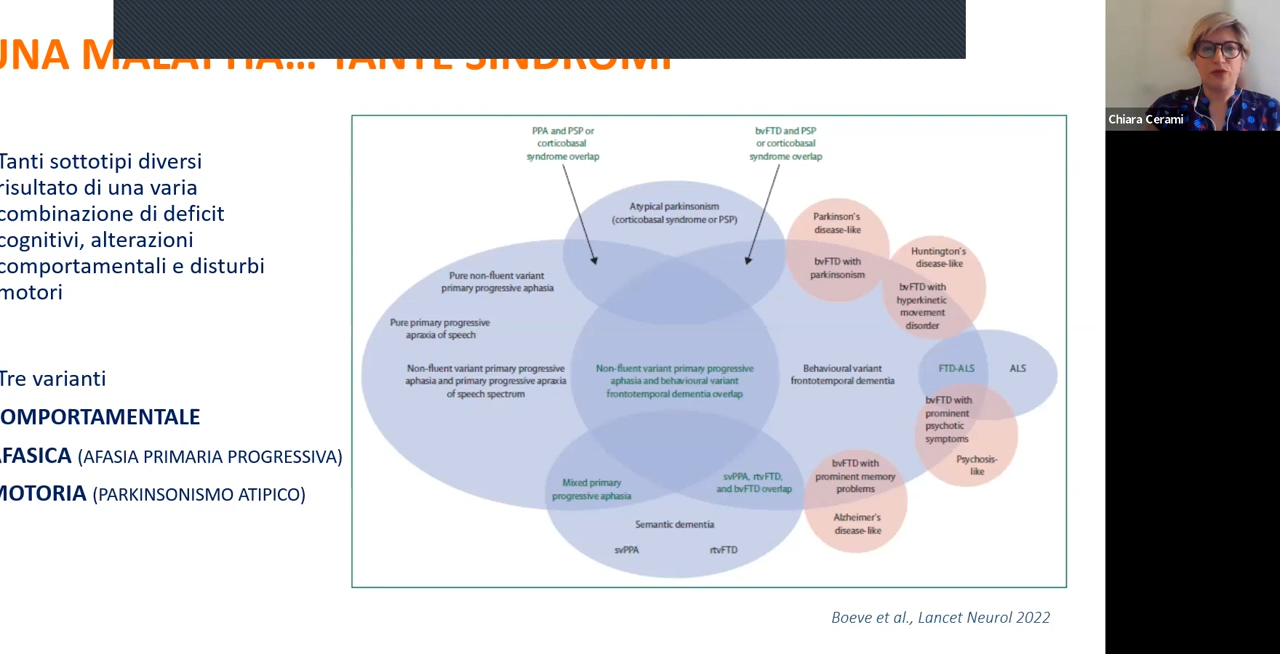 UNA MALATTIA... TANTE SINDROMI
Tanti sottotipi diversi
risultato di una varia
combinazione di deficit
cognitivi, alterazioni
comportamentali e disturbi
motori
Tre varianti
OMPORTAMENTALE
AFASICA (AFASIA PRIMARIA PROGRESSIVA)
MOTORIA (PARKINSONISMO ATIPICO)
PPA and PSP or
corticobasal
syndrome overlap
bvFTD and PSP
or corticobasal
syndrome overlap
Atypical parkinsonism
(corticobasal syndrome or PSP)
Parkinson's
disease-like
bvFTD with
parkinsonism
Huntington's
disease-like
bvFTD with
hyperkinetic
movement
disorder
Pure non-fluent variant
primary progressive aphasia
Pure primary progressive
apraxia of speech
Non-fluent variant primary progressive
aphasia and primary progressive apraxia
of speech spectrum
Non-fluent variant primary progressive
aphasia and behavioural variant
frontotemporal dementia overlap
Behavioural variant
frontotemporal dementia
FTD-ALS
ALS
bvFTD with
prominent
psychotic
symptoms
Psychosis-
like
bvFTD with
prominent memory
problems
Alzheimer's
disease-like
Mixed primary
progressive aphasia
svPPA, rtvFTD,
and bvFTD overlap
Semantic dementia
svPPA
rtvFTD
Boeve et al., Lancet Neurol 2022
Chiara Cerami